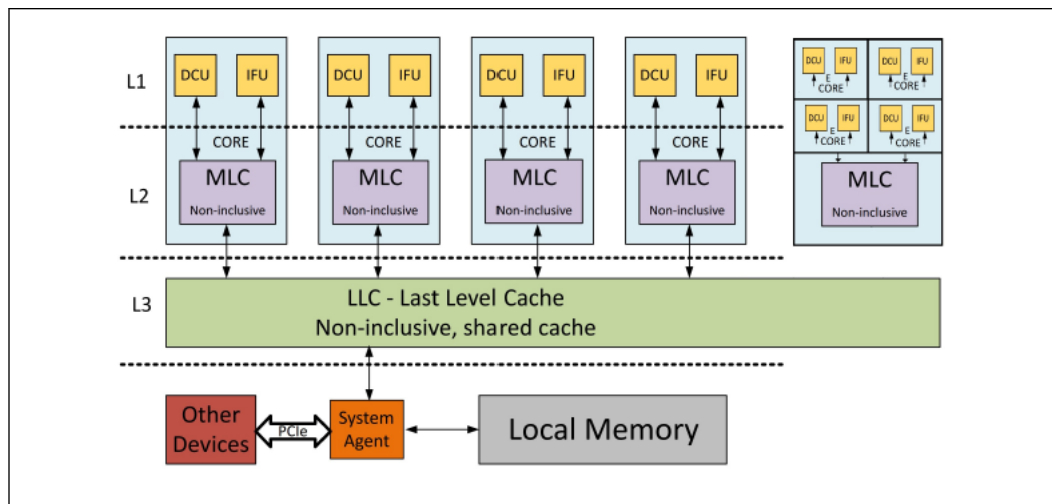 L1
DCU IFU
DCU IFU
DCU IFU
DCU IFU
DCU IFU
E
CORE
DCU IFU
E
CORE
DCU IFU
E
CORE
DCU IFU
E
CORE
CORE
CORE
CORE
CORE
L2
MLC
Non-inclusive
MLC
Non-inclusive
MLC
Non-inclusive
MLC
Non-inclusive
MLC
Non-inclusive
L3
LLC - Last Level Cache
Non-inclusive, shared cache
Other
Devices
PCIe
System
Agent
Local Memory